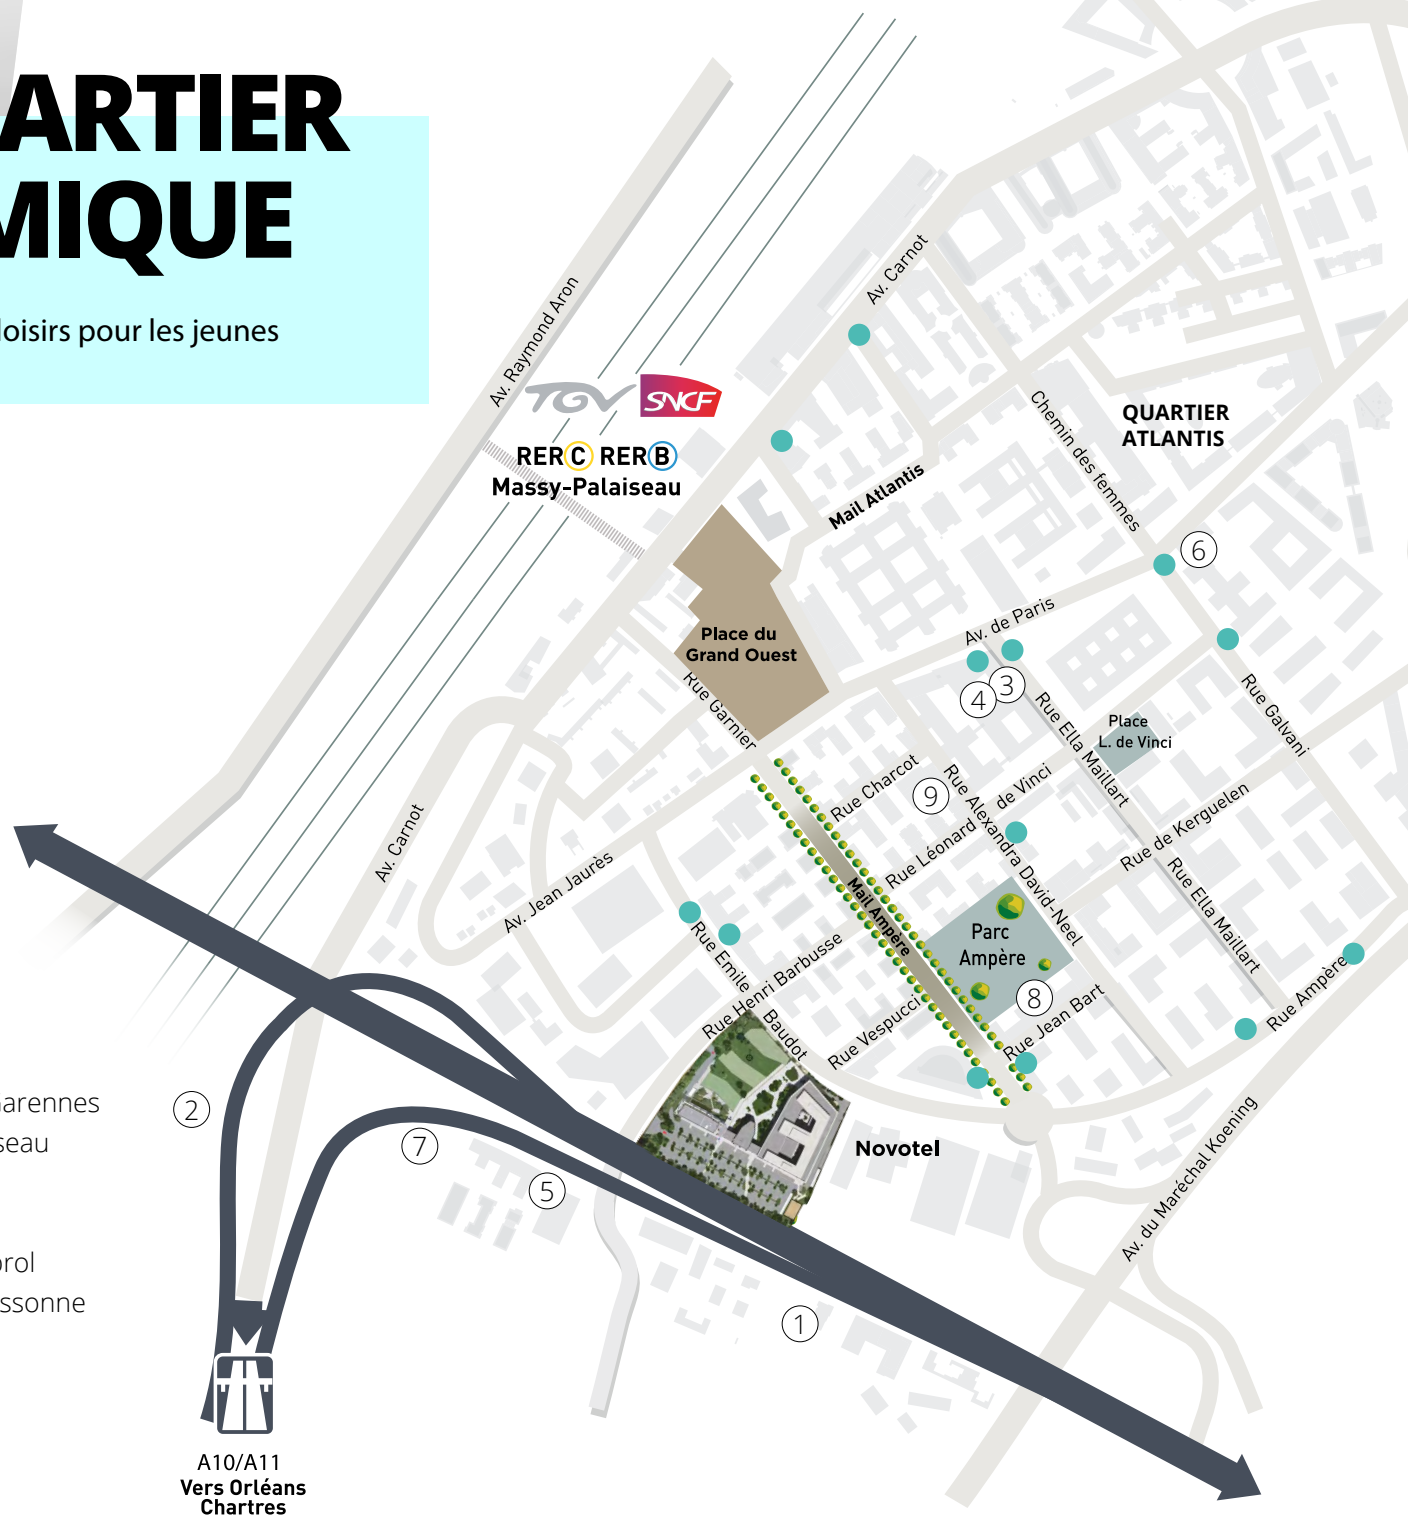 ARTIER
MIQUE
loisirs pour les jeunes
Av. Raymond Aron
Av. Carnot
TGV SNCF
RER C RER B
Massy-Palaiseau
Chemin des femmes
QUARTIER
ATLANTIS
Mail Atlantis
6
Av. de Paris
Place du
Grand Ouest
Rue Garnier
4
3
Rue Ella Maillart
Place
L. de Vinci
Rue Galvani
Rue Charcot
9
Rue Alexandra David-Neel
Rue Léonard de Vinci
Rue de Kerguelen
Av. Carnot
Av. Jean Jaurès
Mail Ampère
Rue Ella Maillart
Rue Emile Baudot
Rue Henri Barbusse
Parc
Ampère
8
Rue Vespucci
Rue Jean Bart
Rue Ampère
2
7
5
1
Novotel
Av. du Maréchal Koening
arennes
seau
rol
ssonne
A10/A11
Vers Orléans
Chartres